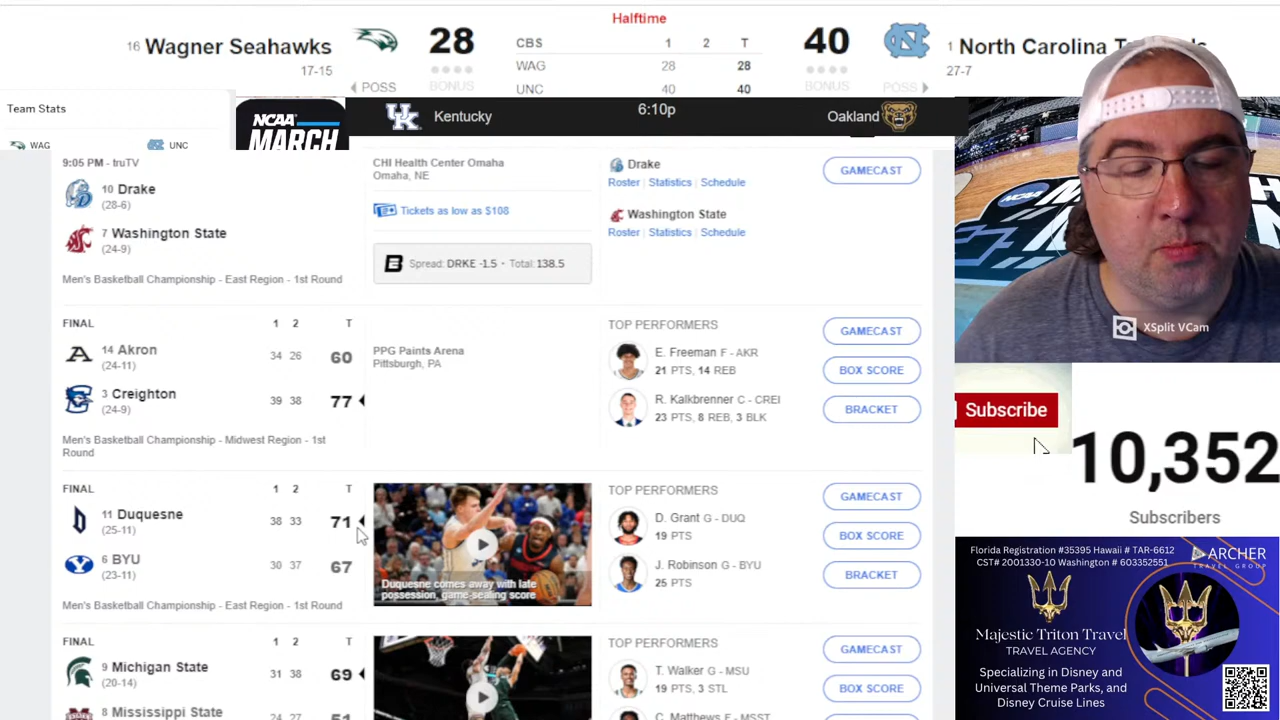 Halftime
16 Wagner Seahawks
17-15
28
BONUS
POSS
CBS 1 2 T
WAG 28 28
UNC 40 40
40
BONUS
POSS
1 North Carolina
27-7
Team Stats
WAG UNC
NCAA
MARCH
Kentucky 6:10p Oakland
9:05 PM - truTV
10 Drake
(28-6)
7 Washington State
(24-9)
Men's Basketball Championship - East Region - 1st Round
CHI Health Center Omaha
Omaha, NE
Tickets as low as $108
Spread: DRKE -1.5 • Total: 138.5
Drake
Roster | Statistics | Schedule
Washington State
Roster | Statistics | Schedule
GAMECAST
FINAL 1 2 T
14 Akron 34 26 60
(24-11)
3 Creighton 39 38 77
(24-9)
Men's Basketball Championship - Midwest Region - 1st
Round
PPG Paints Arena
Pittsburgh, PA
TOP PERFORMERS
E. Freeman F - AKR
21 PTS, 14 REB
R. Kalkbrenner C - CREI
23 PTS, 8 REB, 3 BLK
GAMECAST
BOX SCORE
BRACKET
FINAL 1 2 T
11 Duquesne 38 33 71
(25-11)
6 BYU 30 37 67
(23-11)
Men's Basketball Championship - East Region - 1st Round
Duquesne comes away with late
possession, game-sealing score
TOP PERFORMERS
D. Grant G - DUQ
19 PTS
J. Robinson G - BYU
25 PTS
GAMECAST
BOX SCORE
BRACKET
FINAL 1 2 T
9 Michigan State 31 38 69
(20-14)
8 Mississippi State 24 27 51
TOP PERFORMERS
T. Walker G - MSU
19 PTS, 3 STL
C. Matthews F - MSST
GAMECAST
BOX SCORE
NCAA
XSplit VCam
Subscribe
10,352
Subscribers
Florida Registration #35395 Hawaii # TAR-6612
CST# 2001330-10 Washington # 603352551
ARCHER
TRAVEL GROUP
Majestic Triton Travel
TRAVEL AGENCY
Specializing in Disney and
Universal Theme Parks, and
Disney Cruise Lines